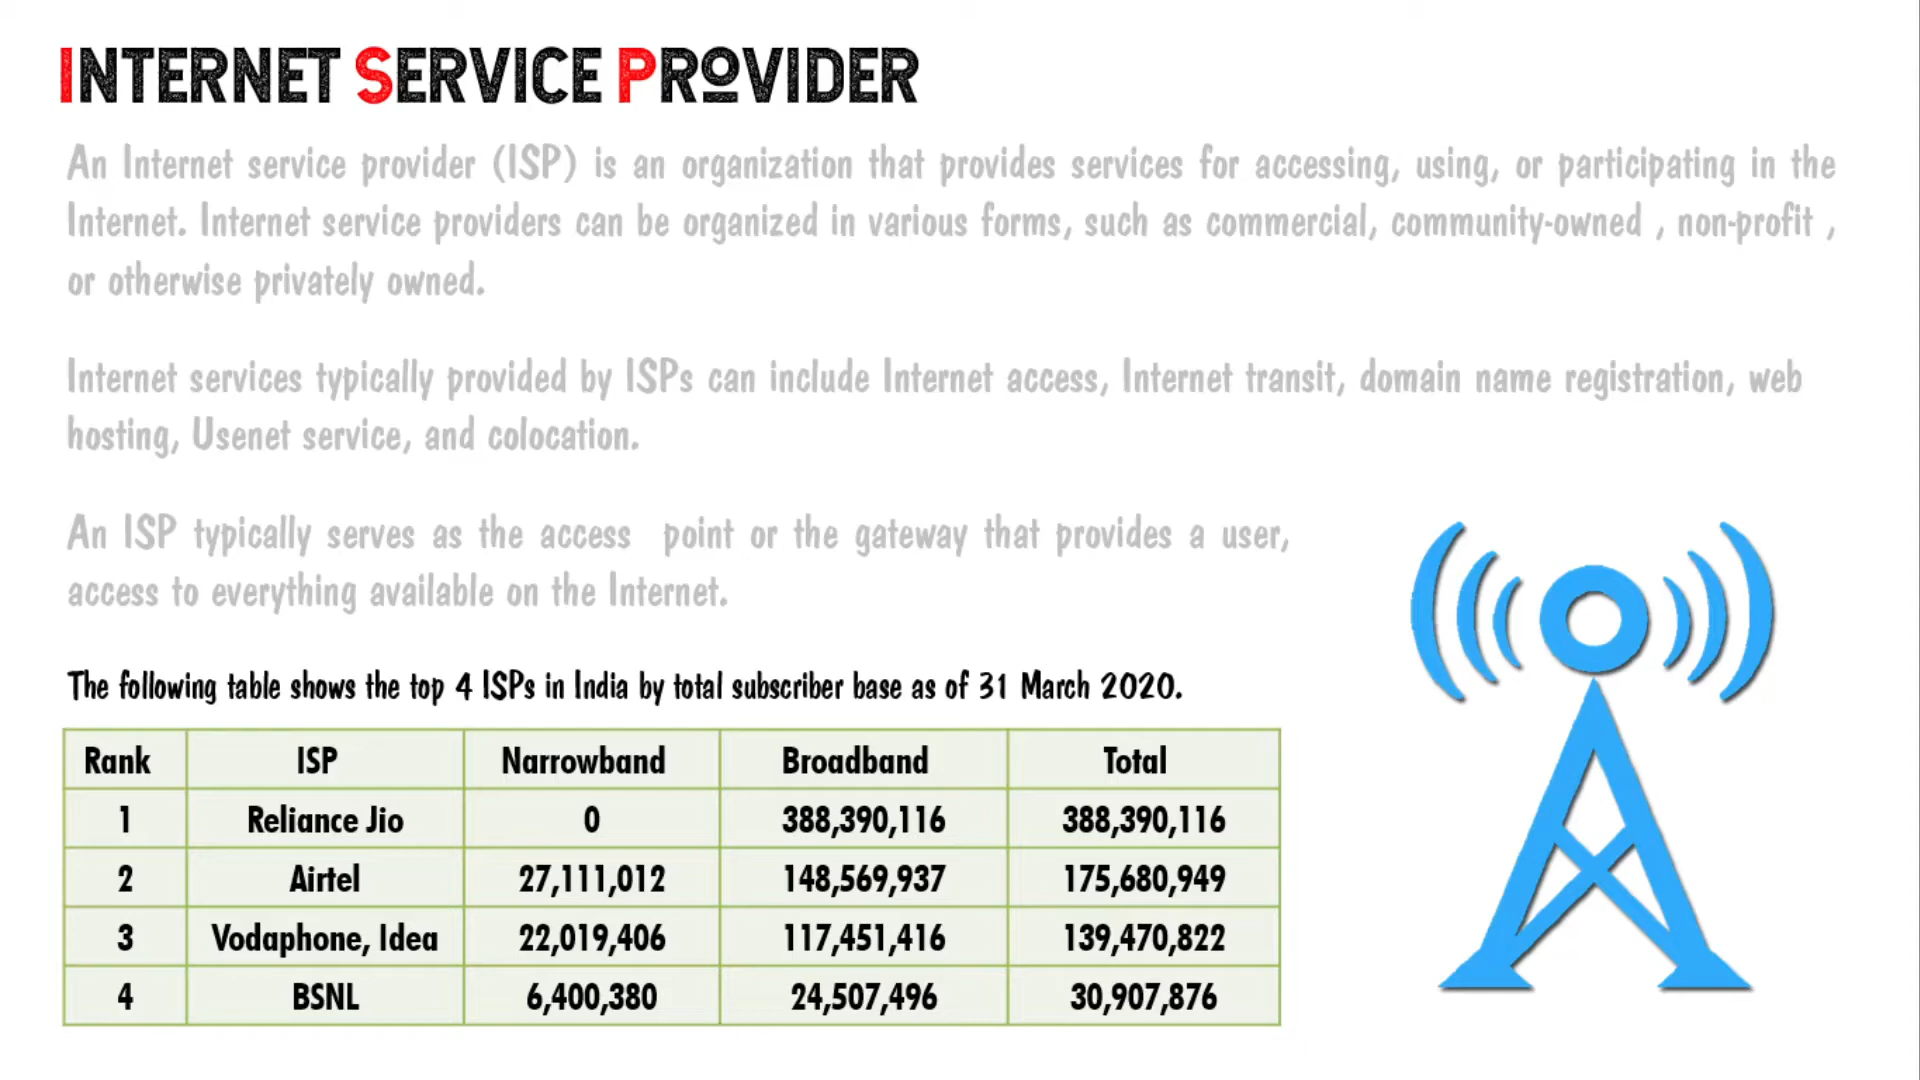 INTERNET SERVICE PROVIDER
An Internet service provider (ISP) is an organization that provides services for accessing, using, or participating in the
Internet. Internet service providers can be organized in various forms, such as commercial, community-owned , non-profit ,
or otherwise privately owned.
Internet services typically provided by ISPs can include Internet access, Internet transit, domain name registration, web
hosting, Usenet service, and colocation.
An ISP typically serves as the access point or the gateway that provides a user,
access to everything available on the Internet.
The following table shows the top 4 ISPs in India by total subscriber base as of 31 March 2020.
Rank ISP Narrowband Broadband Total
1 Reliance Jio 0 388,390,116 388,390,116
2 Airtel 27,111,012 148,569,937 175,680,949
3 Vodaphone, Idea 22,019,406 117,451,416 139,470,822
4 BSNL 6,400,380 24,507,496 30,907,876